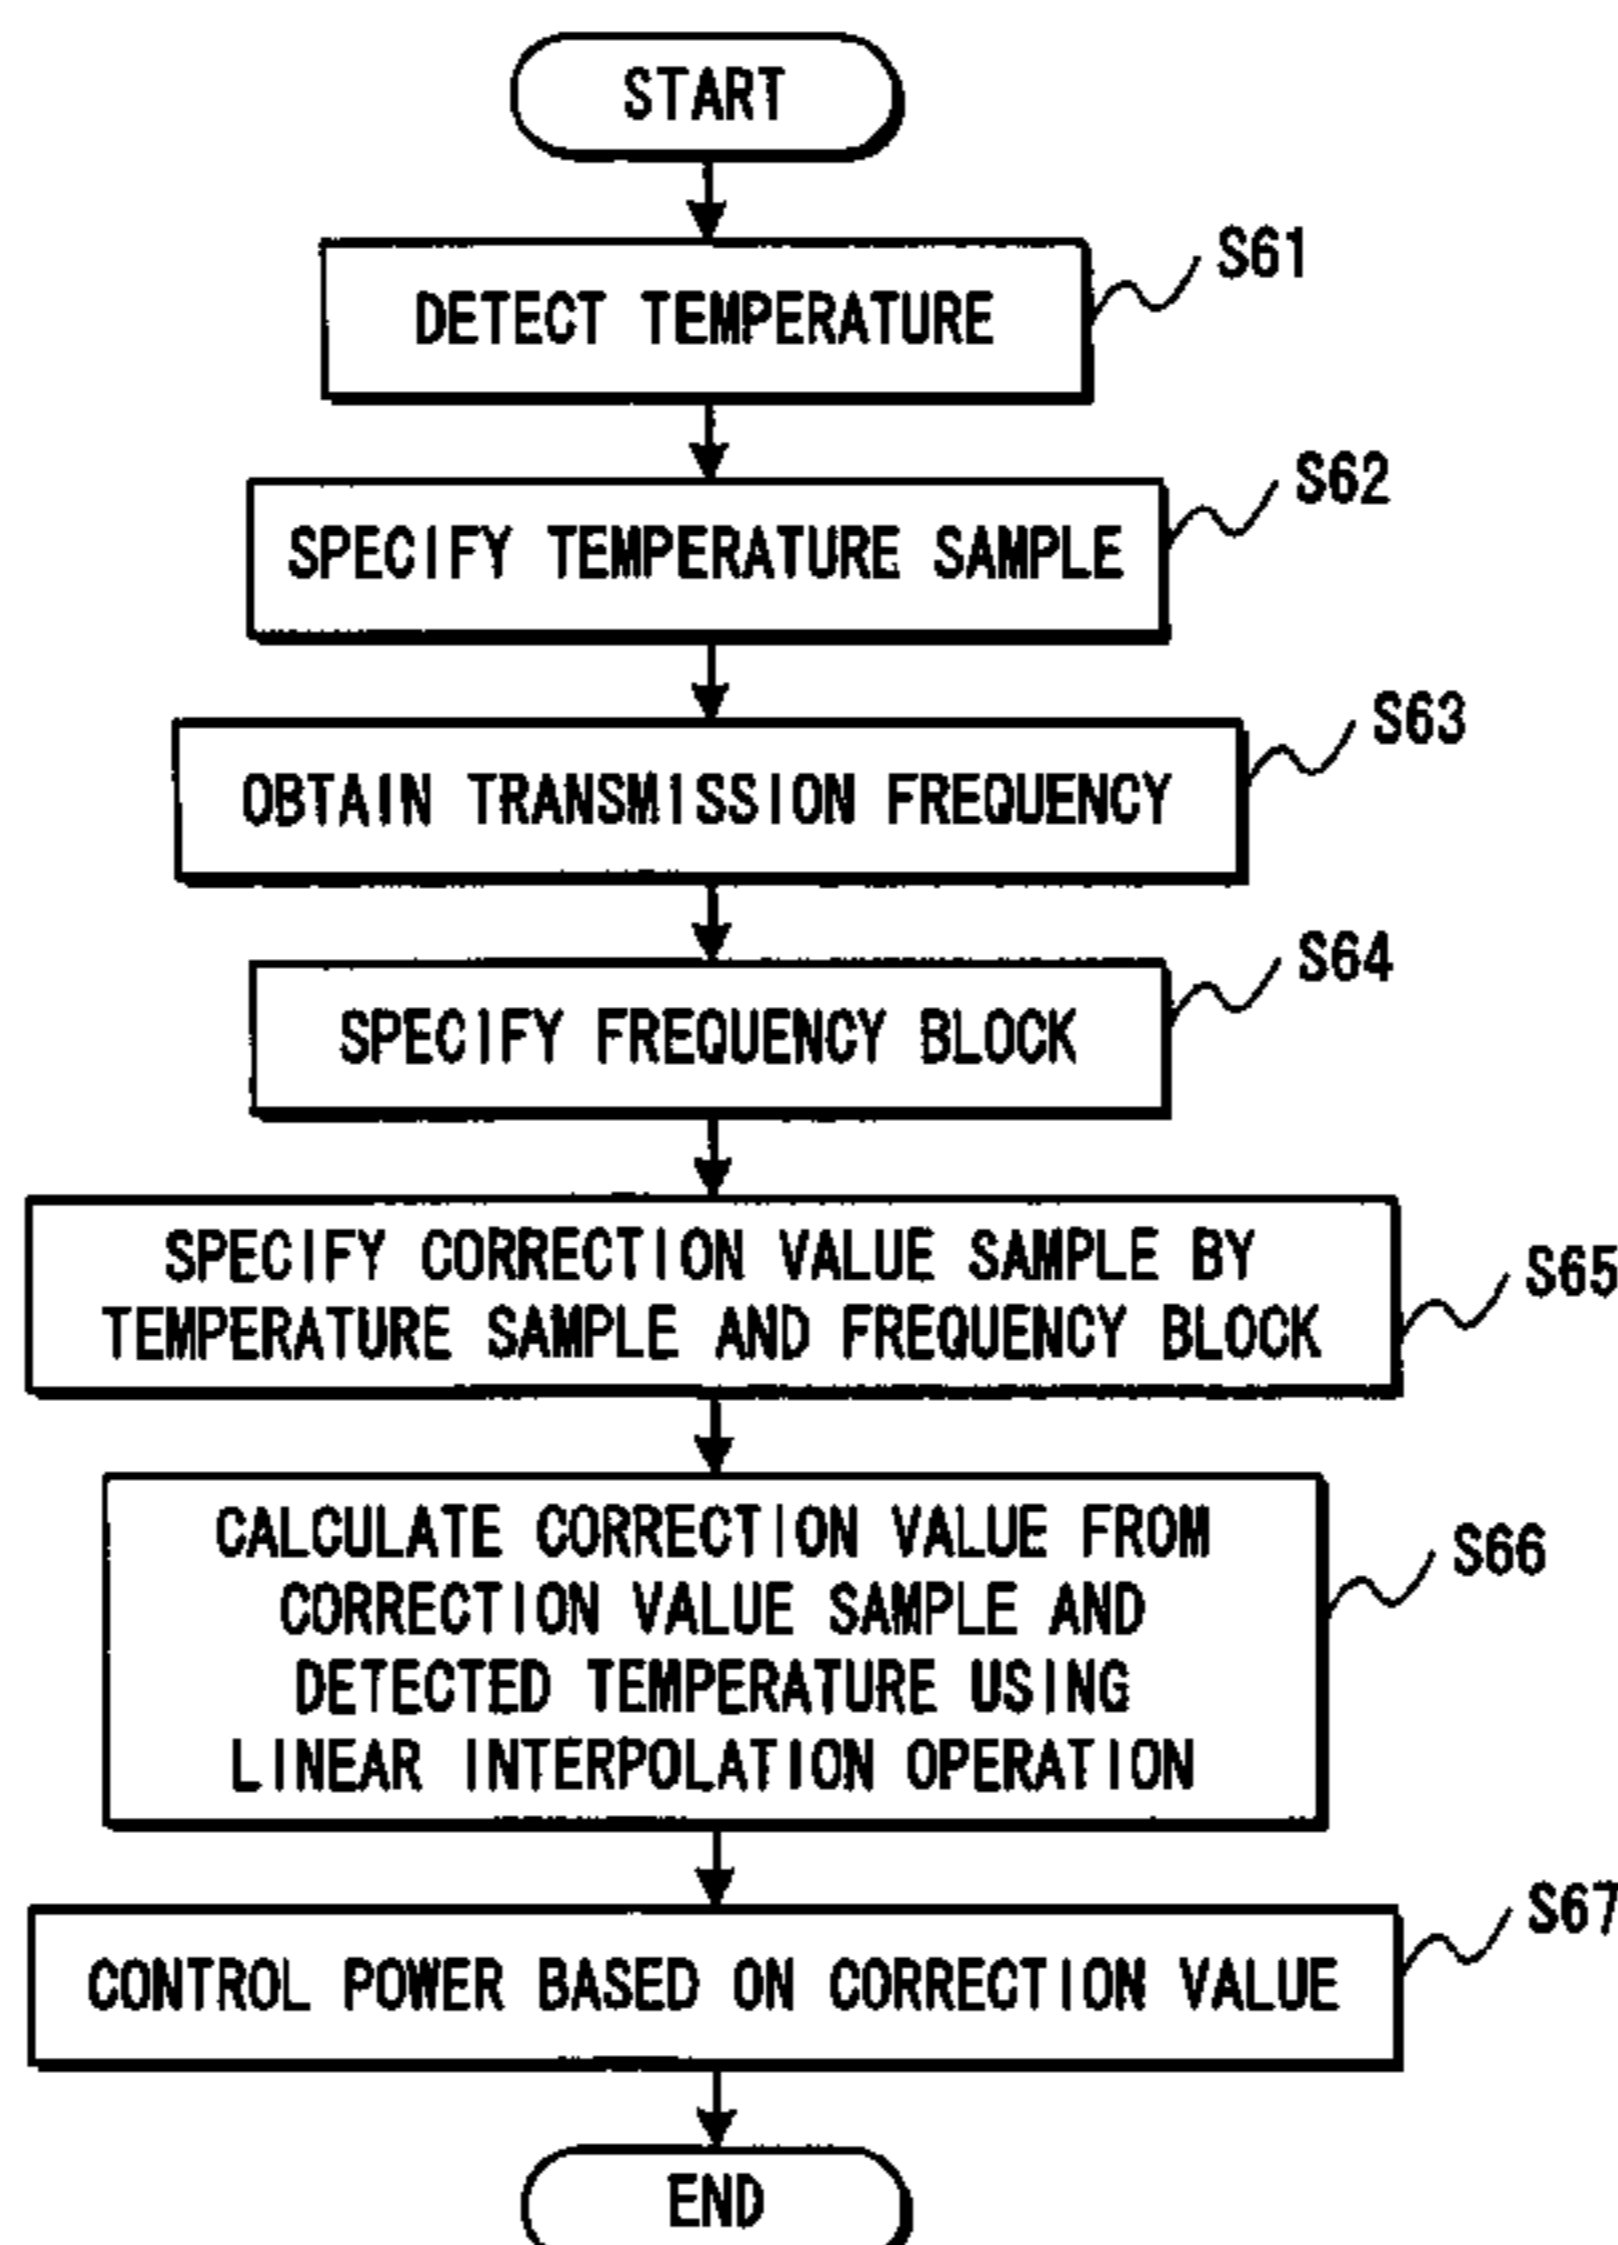 START
DETECT TEMPERATURE
S61
SPECIFY TEMPERATURE SAMPLE
S62
OBTAIN TRANSMISSION FREQUENCY
S63
SPECIFY FREQUENCY BLOCK
S64
SPECIFY CORRECTION VALUE SAMPLE BY
TEMPERATURE SAMPLE AND FREQUENCY BLOCK
S65
CALCULATE CORRECTION VALUE FROM
CORRECTION VALUE SAMPLE AND
DETECTED TEMPERATURE USING
LINEAR INTERPOLATION OPERATION
S66
CONTROL POWER BASED ON CORRECTION VALUE
S67
END